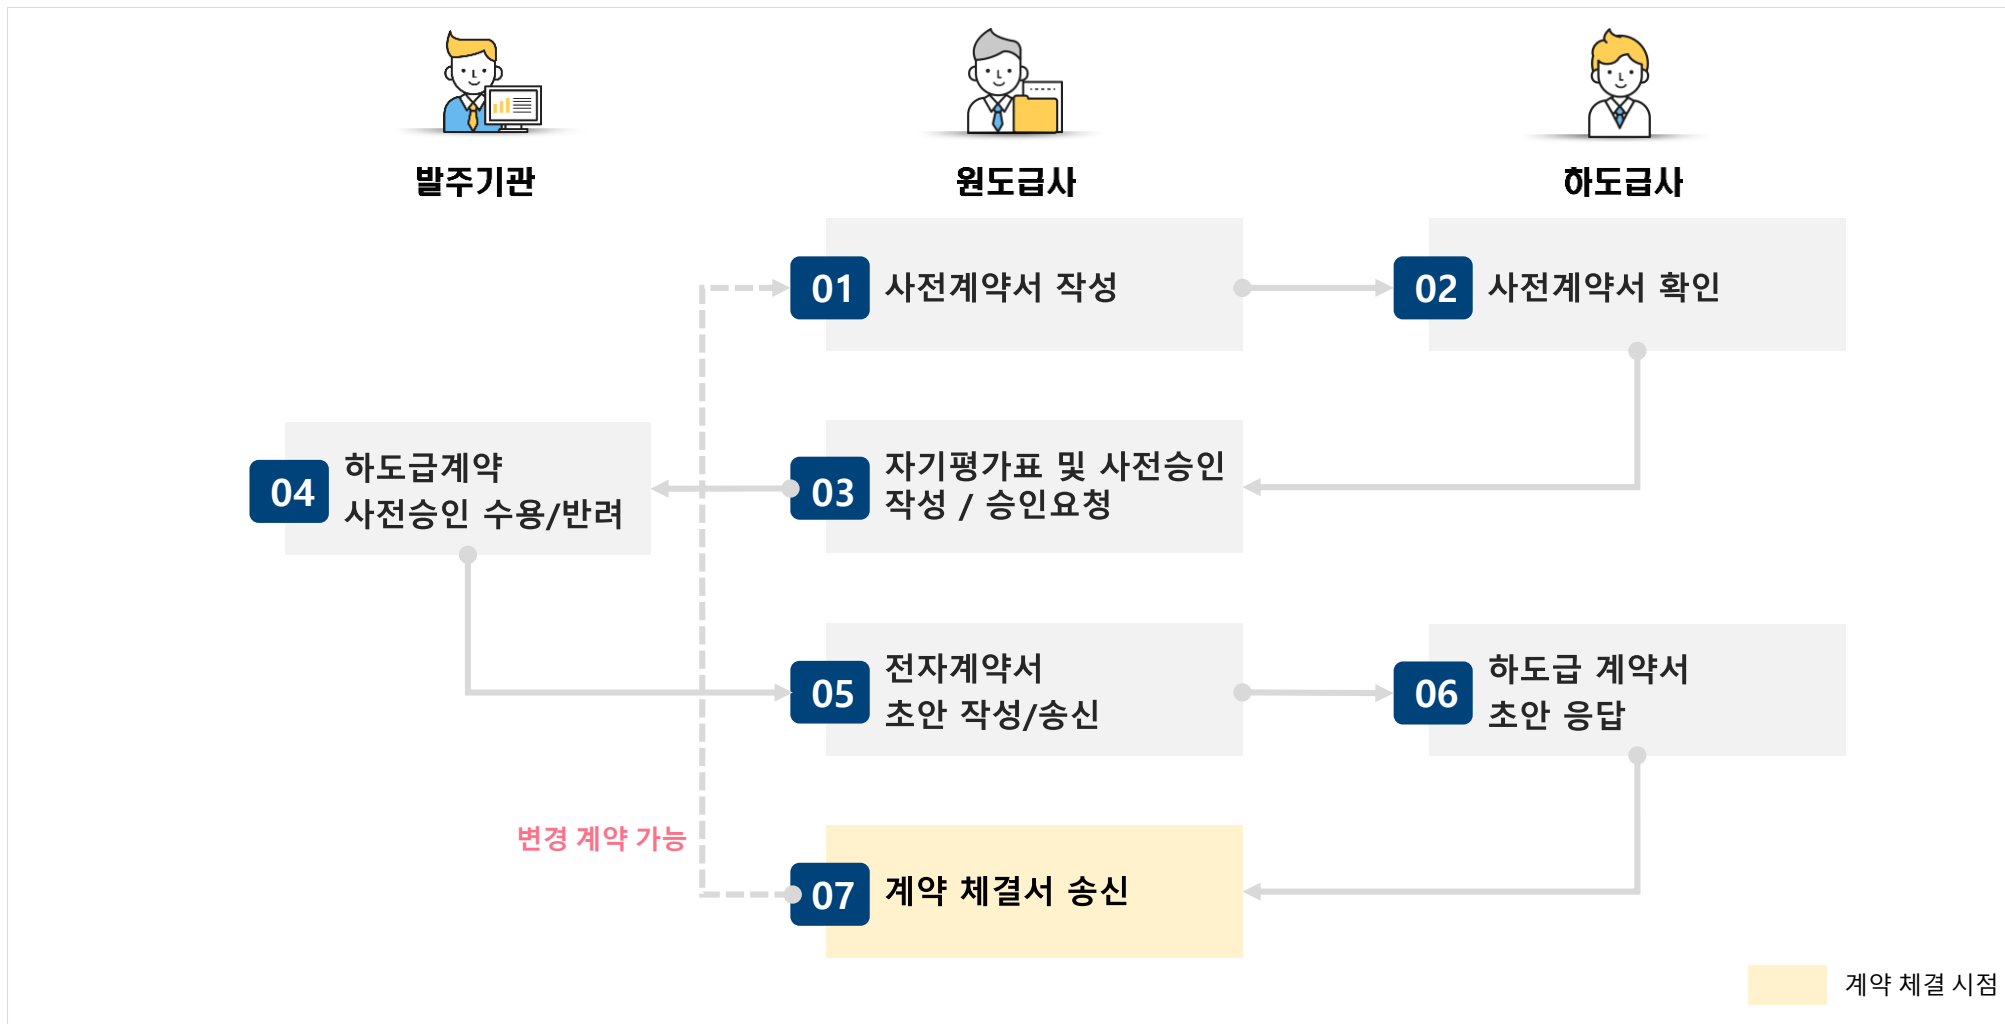 발주기관
원도급사
하도급사
01 사전계약서 작성
02 사전계약서 확인
03 자기평가표 및 사전승인
작성 / 승인요청
04 하도급계약
사전승인 수용/반려
05 전자계약서
초안 작성/송신
06 하도급 계약서
초안 응답
변경 계약 가능
07 계약 체결서 송신
계약 체결 시점